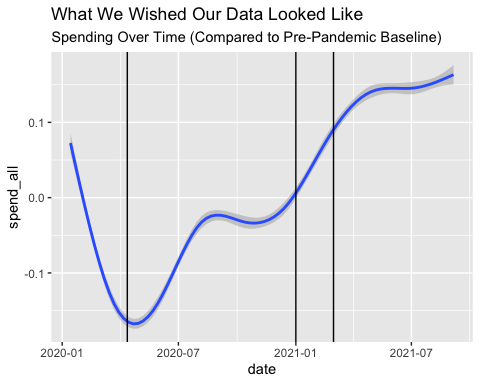 What We Wished Our Data Looked Like
Spending Over Time (Compared to Pre-Pandemic Baseline)
spend_all
0.1
0.0
-0.1
2020-01 2020-07 2021-01 2021-07
date